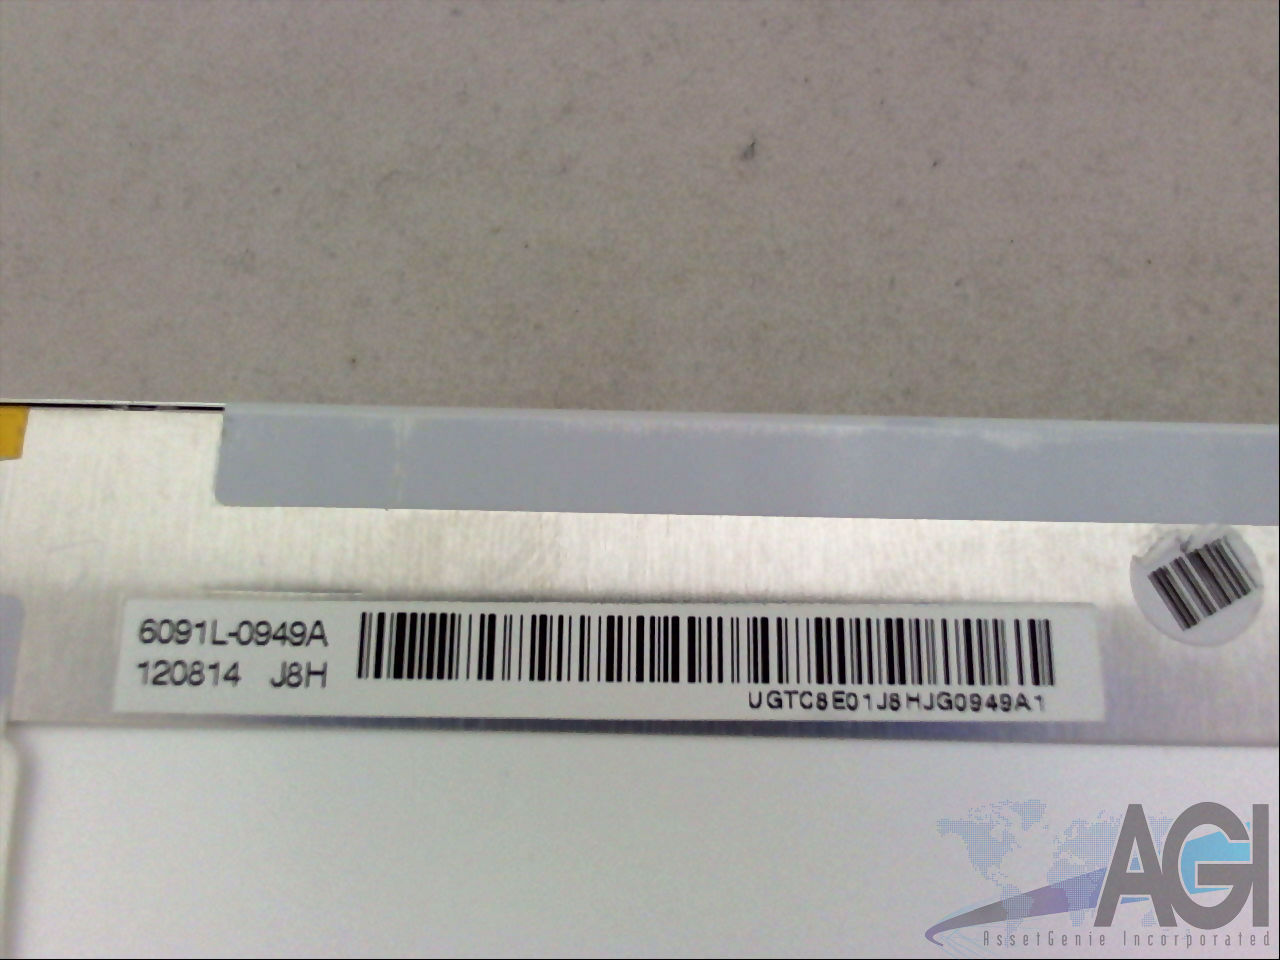 6091L-0949A
120814 J8H
UGTC8E01J8HJG0949A1
AGI
AssetGenie Incorporated